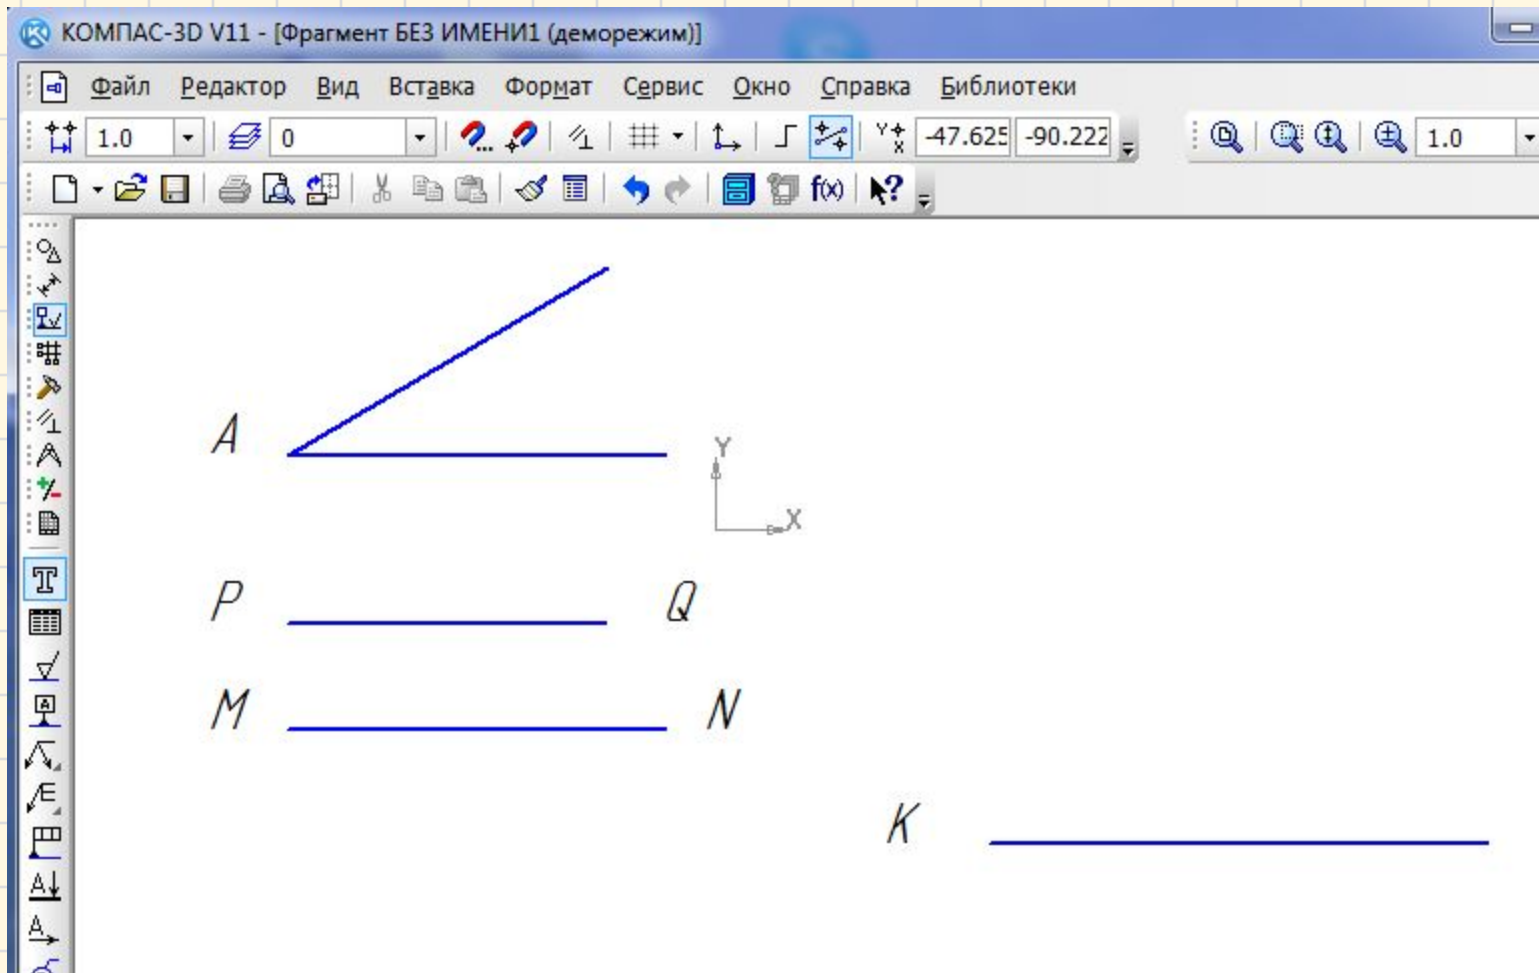 КОМПАС-3D V11 - [Фрагмент БЕЗ ИМЕНИ1 (деморежим)]
Файл Редактор Вид Вставка Формат Сервис Окно Справка Библиотеки
1.0 0 -47.625 -90.222 1.0
f(x)
A
Y
X
P Q
M N
K